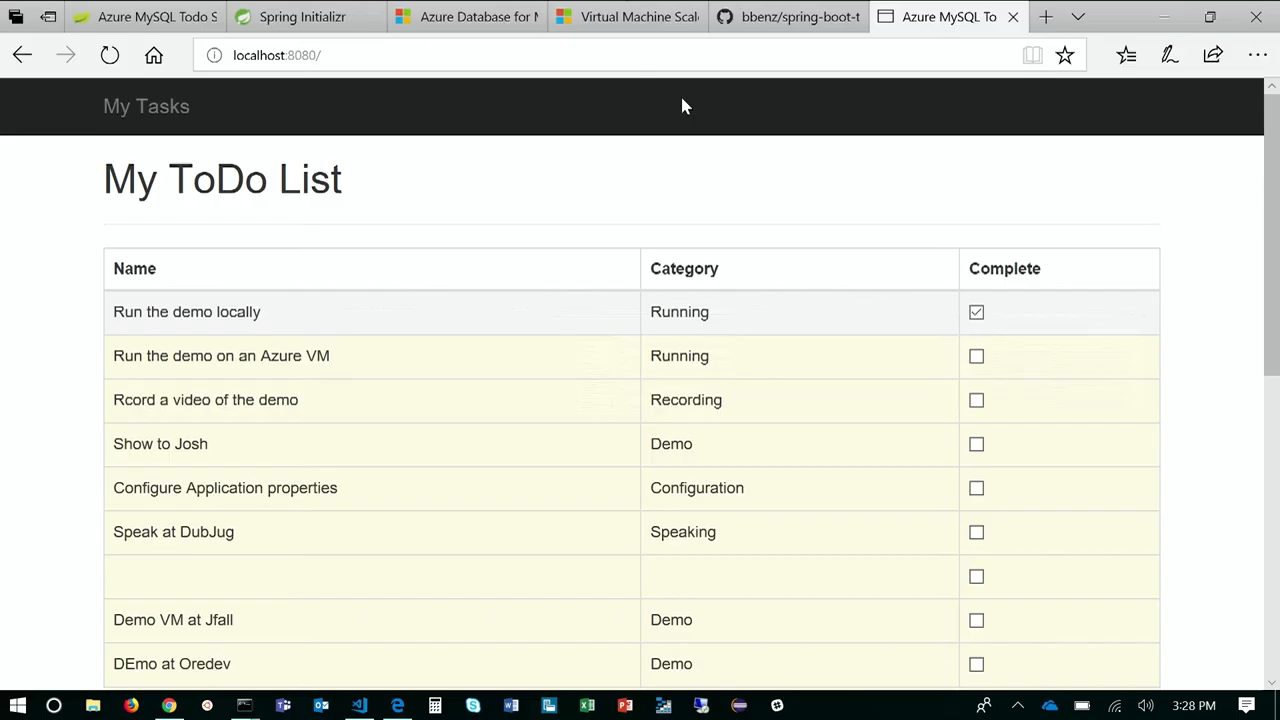 Azure MySQL Todo S
Spring Initializr
Azure Database for M
Virtual Machine Scale
bbenz/spring-boot-t
Azure MySQL To
localhost:8080/
My Tasks
My ToDo List
Name Category Complete
Run the demo locally Running
Run the demo on an Azure VM Running
Rcord a video of the demo Recording
Show to Josh Demo
Configure Application properties Configuration
Speak at DubJug Speaking
Demo VM at Jfall Demo
DEmo at Oredev Demo
3:28 PM